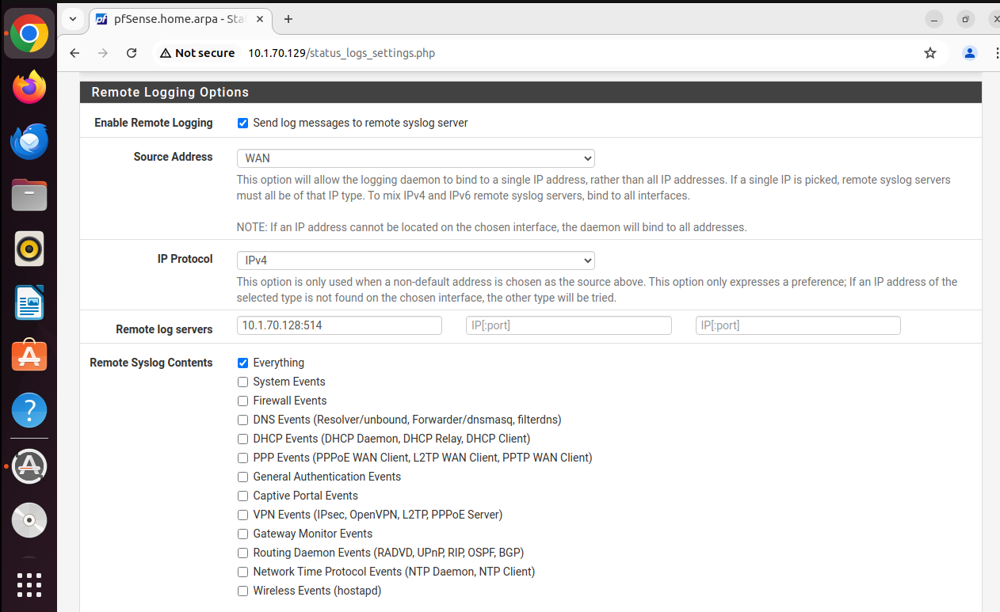 pfSense.home.arpa - Sta
Not secure 10.1.70.129/status_logs_settings.php
Remote Logging Options
Enable Remote Logging Send log messages to remote syslog server
Source Address WAN
This option will allow the logging daemon to bind to a single IP address, rather than all IP addresses. If a single IP is picked, remote syslog servers
must all be of that IP type. To mix IPv4 and IPv6 remote syslog servers, bind to all interfaces.
NOTE: If an IP address cannot be located on the chosen interface, the daemon will bind to all addresses.
IP Protocol IPv4
This option is only used when a non-default address is chosen as the source above. This option only expresses a preference; If an IP address of the
selected type is not found on the chosen interface, the other type will be tried.
Remote log servers 10.1.70.128:514 IP[:port] IP[:port]
Remote Syslog Contents Everything
System Events
Firewall Events
DNS Events (Resolver/unbound, Forwarder/dnsmasq, filterdns)
DHCP Events (DHCP Daemon, DHCP Relay, DHCP Client)
PPP Events (PPPoE WAN Client, L2TP WAN Client, PPTP WAN Client)
General Authentication Events
Captive Portal Events
VPN Events (IPsec, OpenVPN, L2TP, PPPoE Server)
Gateway Monitor Events
Routing Daemon Events (RADVD, UPnP, RIP, OSPF, BGP)
Network Time Protocol Events (NTP Daemon, NTP Client)
Wireless Events (hostapd)